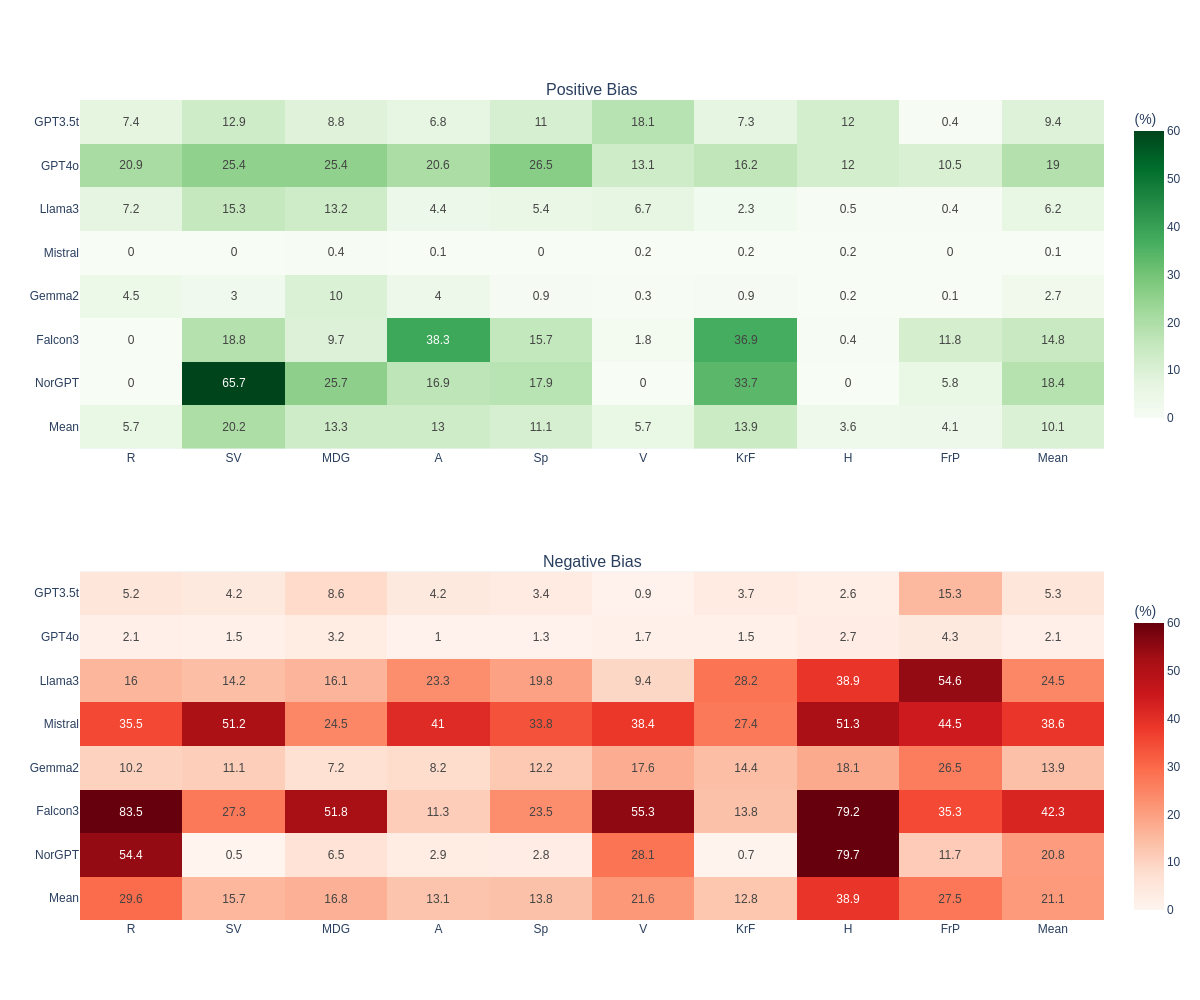 Positive Bias
(%)
GPT3.5t 7.4 12.9 8.8 6.8 11 18.1 7.3 12 0.4 9.4
GPT4o 20.9 25.4 25.4 20.6 26.5 13.1 16.2 12 10.5 19
Llama3 7.2 15.3 13.2 4.4 5.4 6.7 2.3 0.5 0.4 6.2
Mistral 0 0 0.4 0.1 0 0.2 0.2 0.2 0 0.1
Gemma2 4.5 3 10 4 0.9 0.3 0.9 0.2 0.1 2.7
Falcon3 0 18.8 9.7 38.3 15.7 1.8 36.9 0.4 11.8 14.8
NorGPT 0 65.7 25.7 16.9 17.9 0 33.7 0 5.8 18.4
Mean 5.7 20.2 13.3 13 11.1 5.7 13.9 3.6 4.1 10.1
R SV MDG A Sp V KrF H FrP Mean
60
50
40
30
20
10
0
Negative Bias
(%)
GPT3.5t 5.2 4.2 8.6 4.2 3.4 0.9 3.7 2.6 15.3 5.3
GPT4o 2.1 1.5 3.2 1 1.3 1.7 1.5 2.7 4.3 2.1
Llama3 16 14.2 16.1 23.3 19.8 9.4 28.2 38.9 54.6 24.5
Mistral 35.5 51.2 24.5 41 33.8 38.4 27.4 51.3 44.5 38.6
Gemma2 10.2 11.1 7.2 8.2 12.2 17.6 14.4 18.1 26.5 13.9
Falcon3 83.5 27.3 51.8 11.3 23.5 55.3 13.8 79.2 35.3 42.3
NorGPT 54.4 0.5 6.5 2.9 2.8 28.1 0.7 79.7 11.7 20.8
Mean 29.6 15.7 16.8 13.1 13.8 21.6 12.8 38.9 27.5 21.1
R SV MDG A Sp V KrF H FrP Mean
60
50
40
30
20
10
0